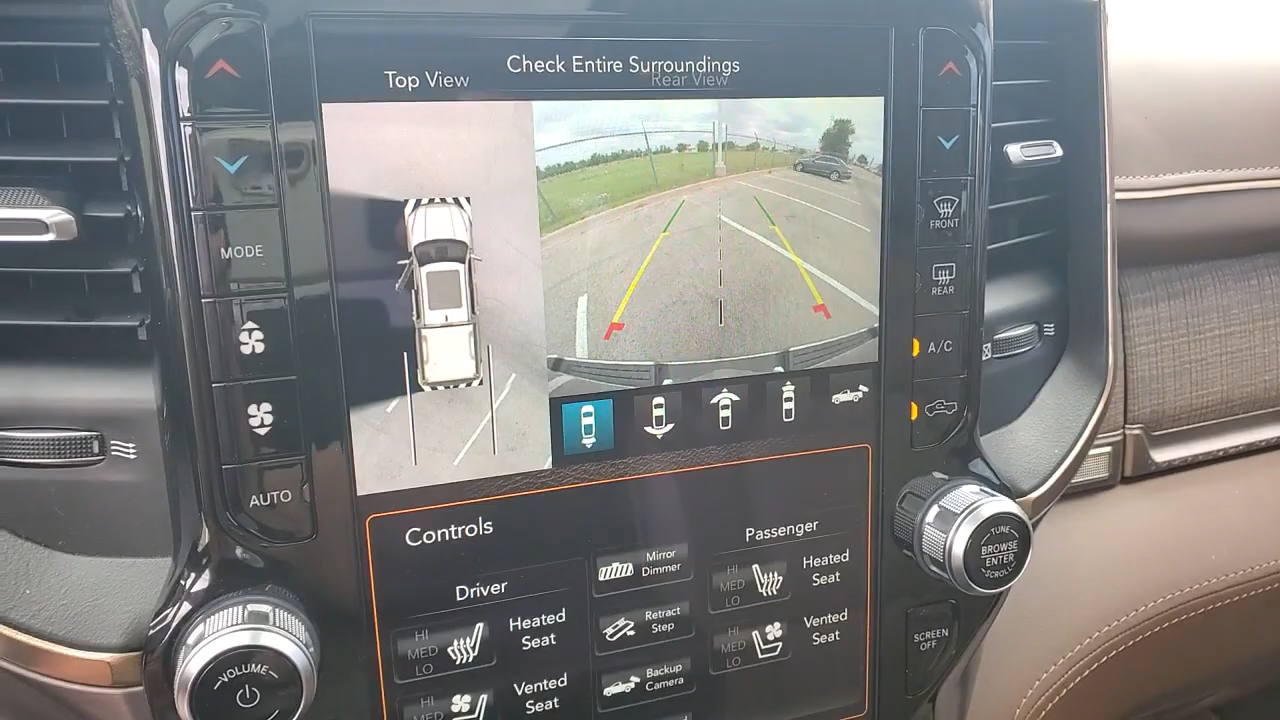 Check Entire Surroundings
Top View
Rear View
MODE
AUTO
VOLUME
FRONT
REAR
A/C
TUNE
BROWSE
ENTER
SCROLL
SCREEN
OFF
Controls
Driver
HI
MED
LO
Heated
Seat
HI
MED
Vented
Seat
Mirror
Dimmer
Retract
Step
Backup
Camera
Passenger
HI
MED
LO
Heated
Seat
HI
MED
LO
Vented
Seat